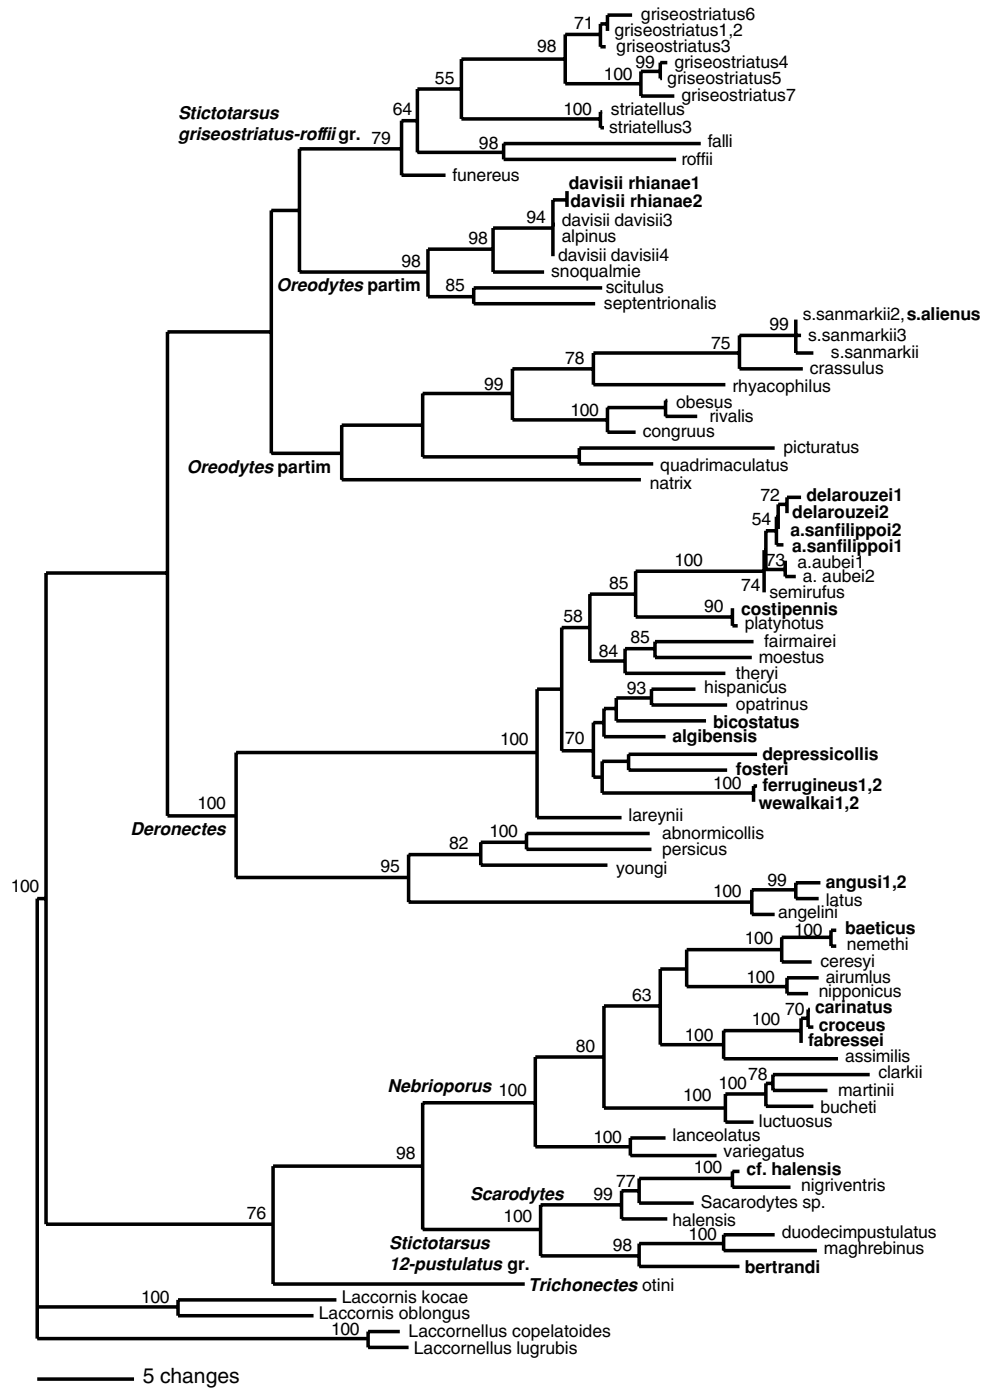 griseostriatus6
71
griseostriatus1,2
98
griseostriatus3
99
griseostriatus4
55
100
griseostriatus5
griseostriatus7
Stictotarsus
griseostriatus-roffii gr.
64
100
striatellus
striatellus3
79
98
falli
roffii
funereus
davisii rhianae1
davisii rhianae2
94
davisii davisii3
98
alpinus
98
davisii davisii4
snoqualmie
Oreodytes partim
85
scitulus
septentrionalis
s.sanmarkii2, s.alienus
99
s.sanmarkii3
75
s.sanmarkii
78
crassulus
99
rhyacophilus
obesus
100
rivalis
congruus
picturatus
Oreodytes partim
quadrimaculatus
natrix
72
delarouzei1
54
delarouzei2
a.sanfilippoi2
a.sanfilippoi1
100
73
a.aubei1
a. aubei2
85
74
semirufus
90
costipennis
58
platynotus
85
fairmairei
84
moestus
theryi
93
hispanicus
opatrinus
bicostatus
100
70
algibensis
depressicollis
fosteri
100
ferrugineus1,2
wewalkai1,2
100
lareynii
Deronectes
100
abnormicollis
82
persicus
95
youngi
100
99
angusi1,2
100
latus
angelini
100
baeticus
100
nemethi
ceresyi
100
airumlus
63
nipponicus
70
carinatus
100
croceus
100
fabressei
80
assimilis
78
clarkii
Nebrioporus
100
100
martinii
100
bucheti
luctuosus
100
lanceolatus
98
variegatus
100
cf. halensis
77
nigriventris
Scarodytes
99
Sacarodytes sp.
100
halensis
76
Stictotarsus
12-pustulatus gr.
100
duodecimpustulatus
98
maghrebinus
bertrandi
Trichonectes otini
100
Laccornis kocae
Laccornis oblongus
100
Laccornellus copelatoides
Laccornellus lugrubis
5 changes